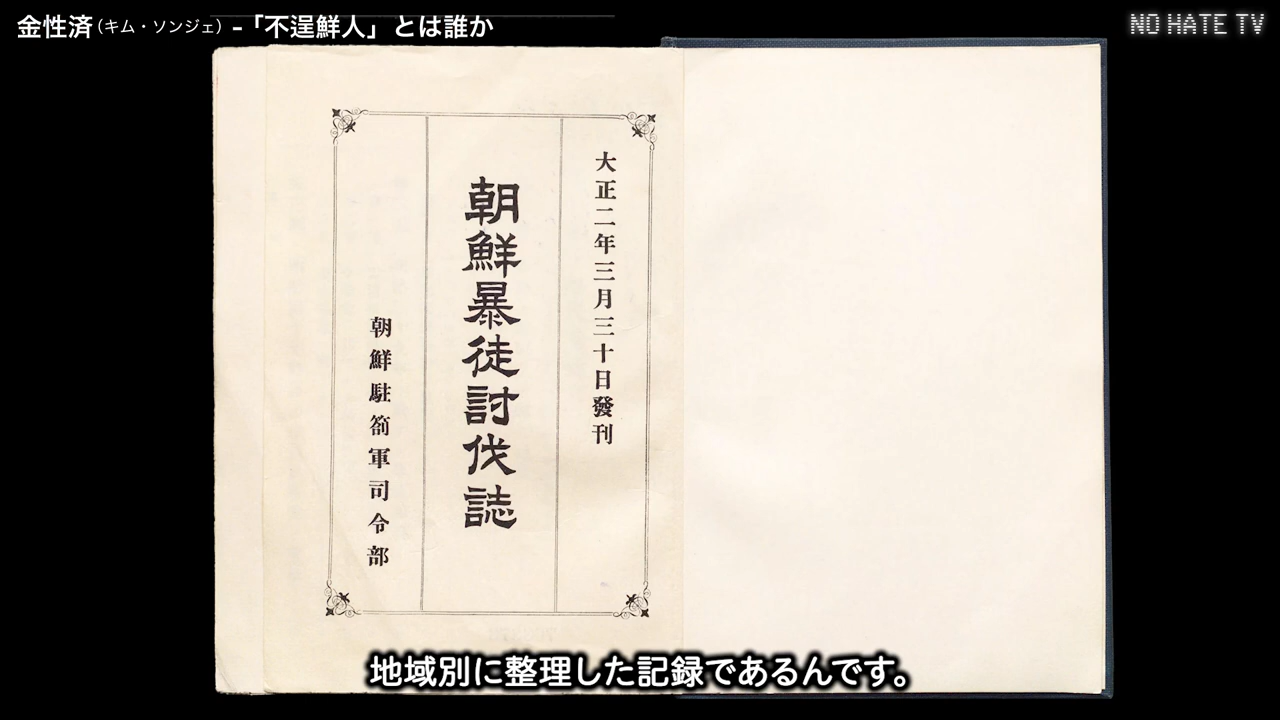 金性済（キム・ソンジェ）–「不逞鮮人」とは誰か
NO HATE TV
大正二年三月三十日發刊
朝鮮暴徒討伐誌
朝鮮駐箚軍司令部
地域別に整理した記録であるんです。